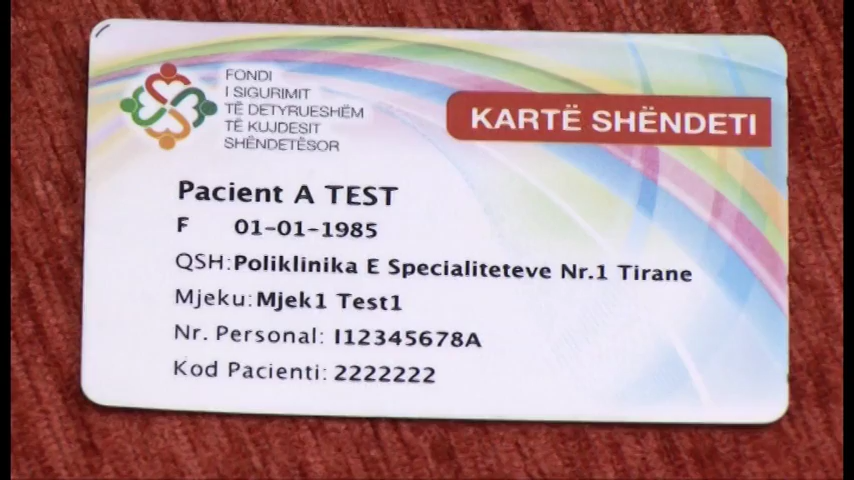 FONDI
I SIGURIMIT
TË DETYRUESHËM
TË KUJDESIT
SHËNDETËSOR
KARTË SHËNDETI
Pacient A TEST
F 01-01-1985
QSH:Poliklinika E Specialiteteve Nr.1 Tirane
Mjeku:Mjek1 Test1
Nr. Personal: I12345678A
Kod Pacienti: 2222222